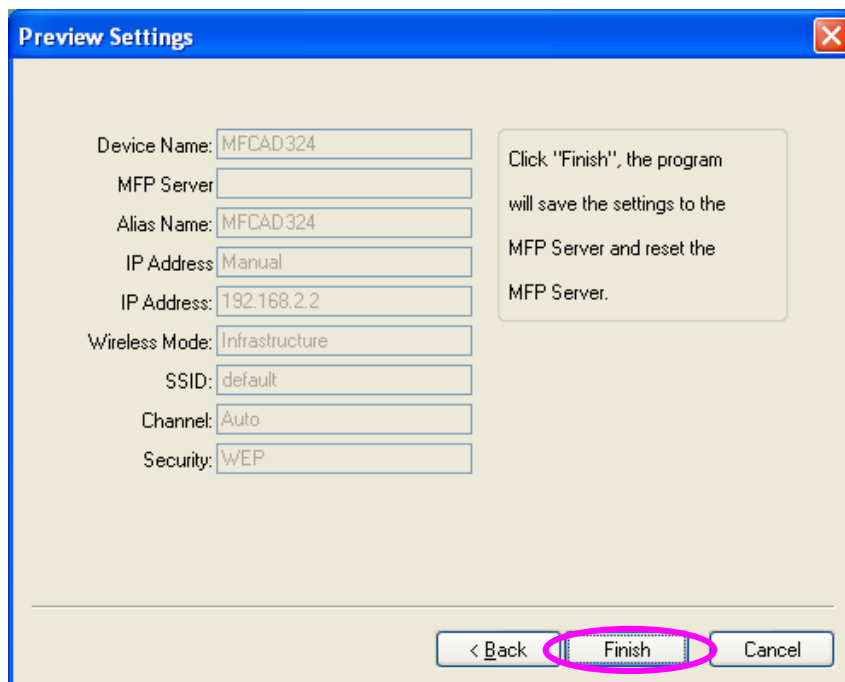 Preview Settings
Device Name: MFCAD324
MFP Server
Alias Name: MFCAD324
IP Address Manual
IP Address: 192.168.2.2
Wireless Mode: Infrastructure
SSID: default
Channel: Auto
Security: WEP
Click "Finish", the program
will save the settings to the
MFP Server and reset the
MFP Server.
< Back Finish Cancel